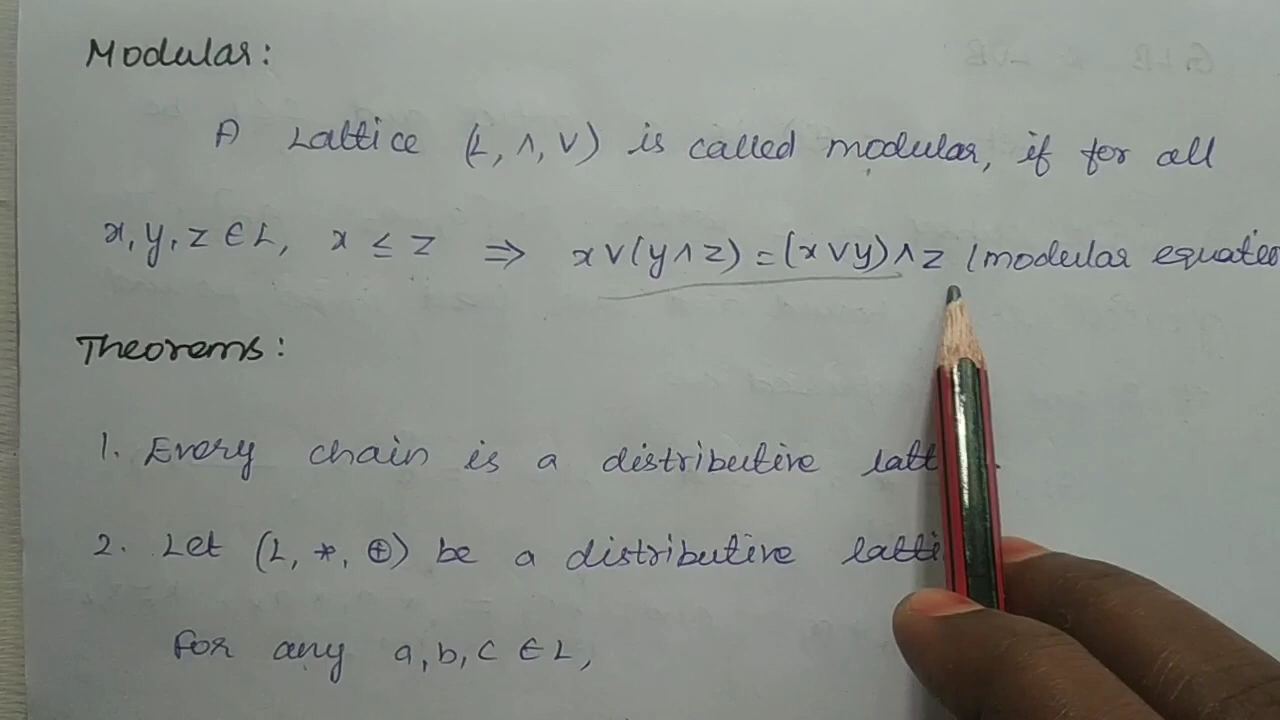 Modular:
A Lattice (L, ∧, ∨) is called modular, if for all
x, y, z ∈ L, x ≤ z ⇒ x ∨ (y ∧ z) = (x ∨ y) ∧ z (modular
Theorems:
1. Every chain is a distributive
2. Let (L, *, ⊕) be a distributive
For any a, b, c ∈ L,